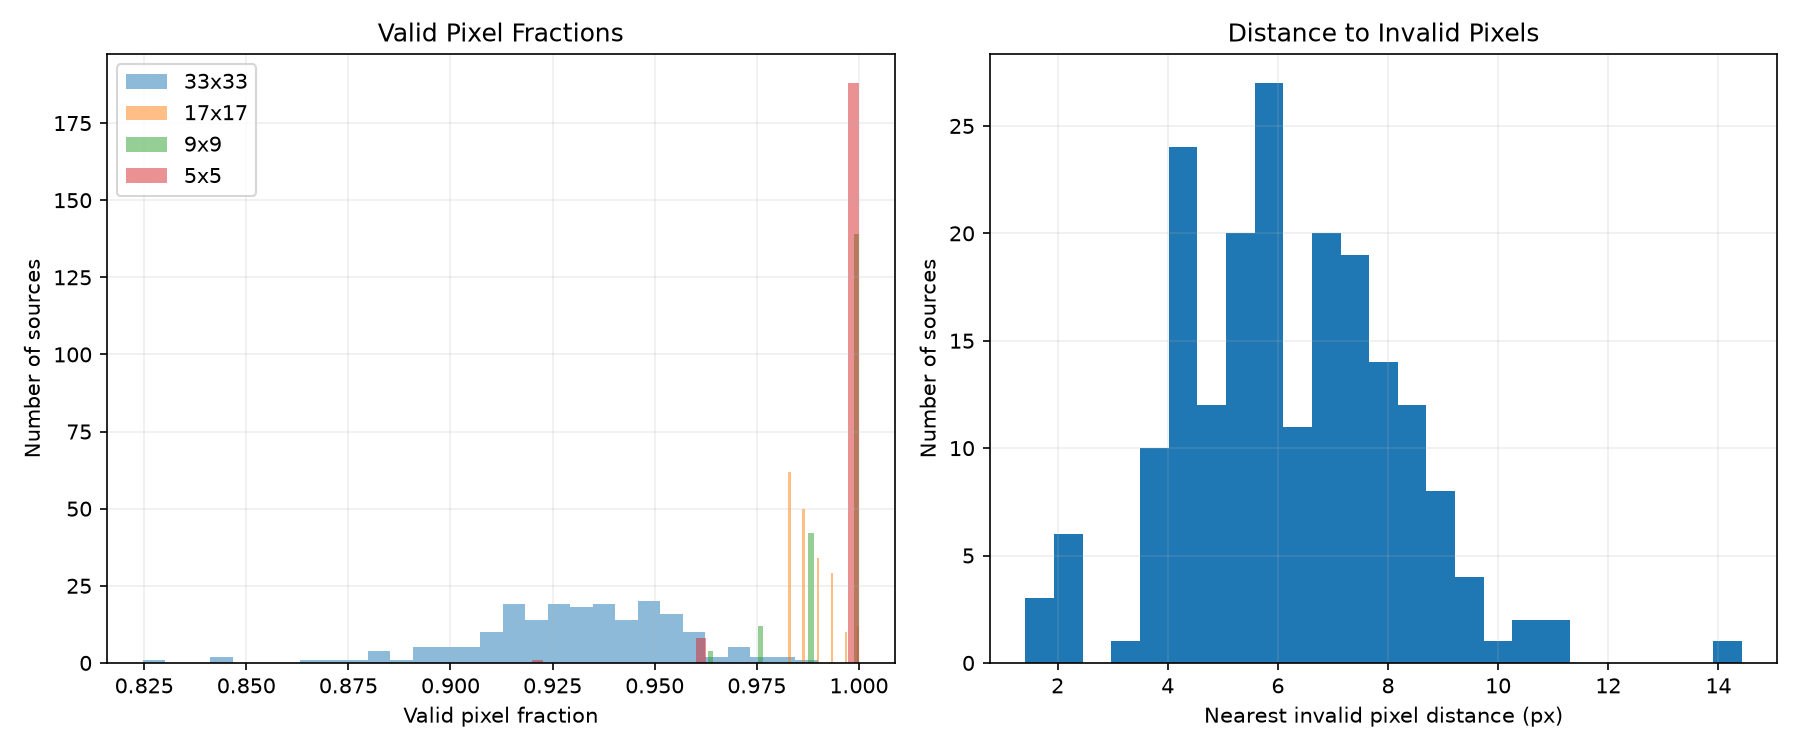 Valid Pixel Fractions
33x33
17x17
9x9
5x5
175
150
125
100
75
50
25
0
0.825 0.850 0.875 0.900 0.925 0.950 0.975 1.000
Valid pixel fraction
Number of sources
Distance to Invalid Pixels
25
20
15
10
5
0
2 4 6 8 10 12 14
Nearest invalid pixel distance (px)
Number of sources